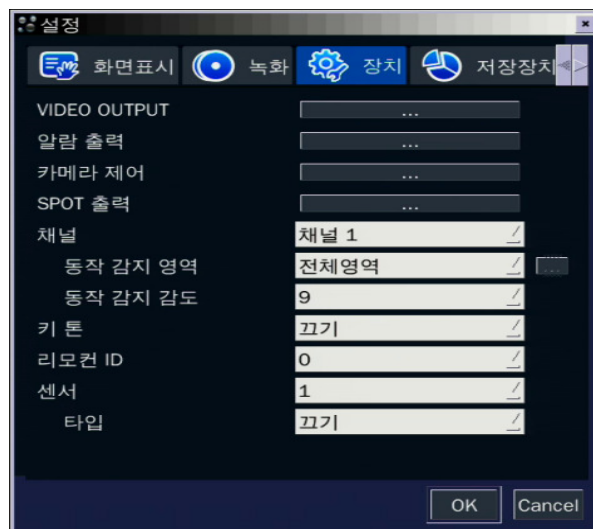 설정
화면표시 녹화 장치 저장장치
VIDEO OUTPUT ...
알람 출력 ...
카메라 제어 ...
SPOT 출력 ...
채널 채널 1
동작 감지 영역 전체영역 ...
동작 감지 감도 9
키 톤 끄기
리모컨 ID 0
센서 1
타입 끄기
OK Cancel